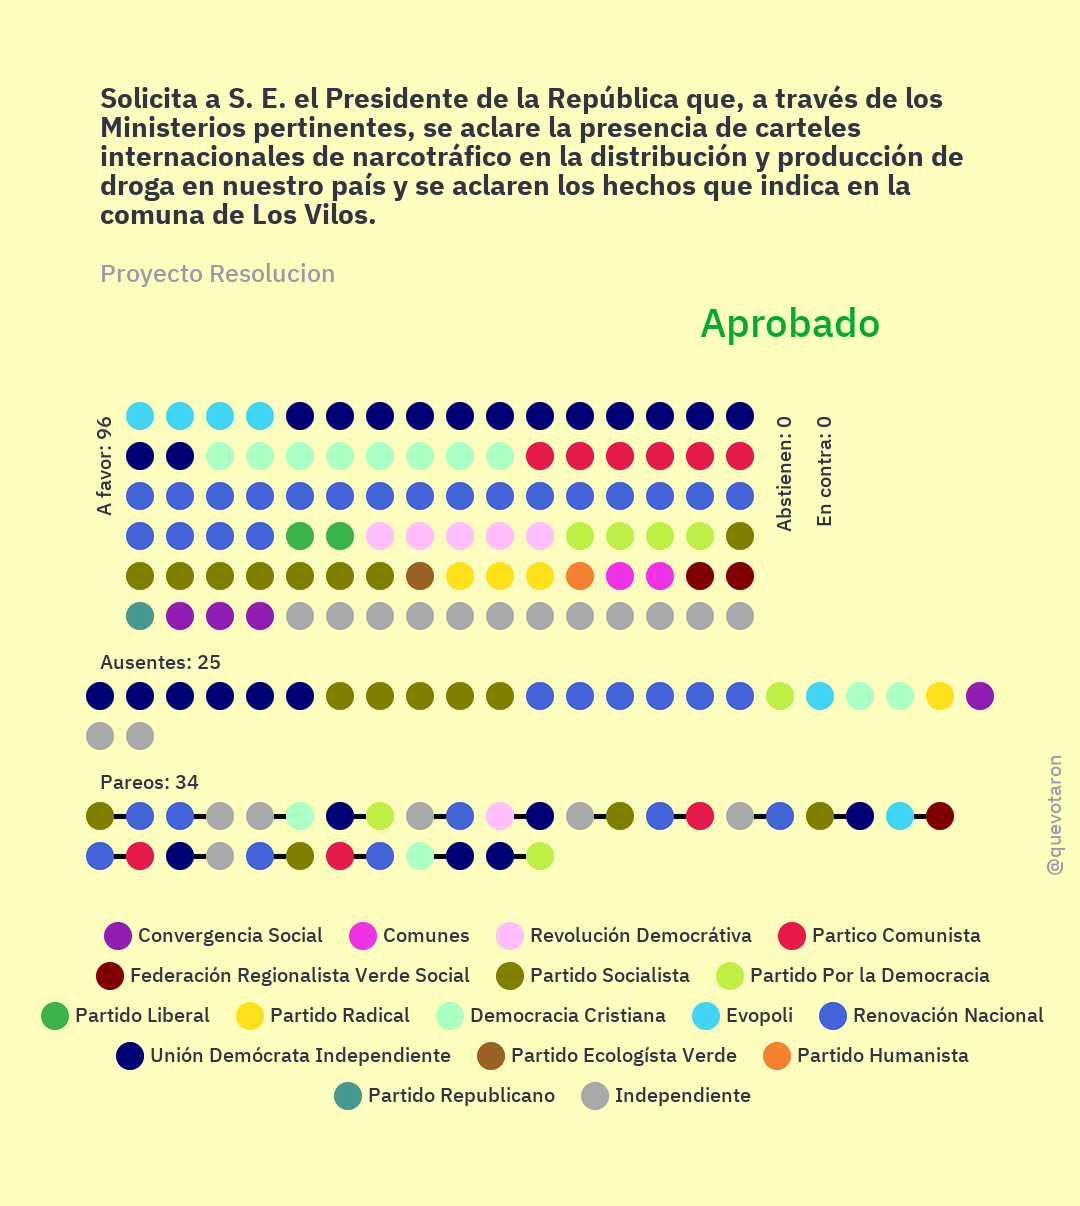 Solicita a S. E. el Presidente de la República que, a través de los
Ministerios pertinentes, se aclare la presencia de carteles
internacionales de narcotráfico en la distribución y producción de
droga en nuestro país y se aclaren los hechos que indica en la
comuna de Los Vilos.
Proyecto Resolucion
Aprobado
A favor: 96
Abstienen: 0
En contra: 0
Ausentes: 25
Pareos: 34
@quevotaron
Convergencia Social Comunes Revolución Democrátiva Partico Comunista
Federación Regionalista Verde Social Partido Socialista Partido Por la Democracia
Partido Liberal Partido Radical Democracia Cristiana Evopoli Renovación Nacional
Unión Demócrata Independiente Partido Ecologísta Verde Partido Humanista
Partido Republicano Independiente